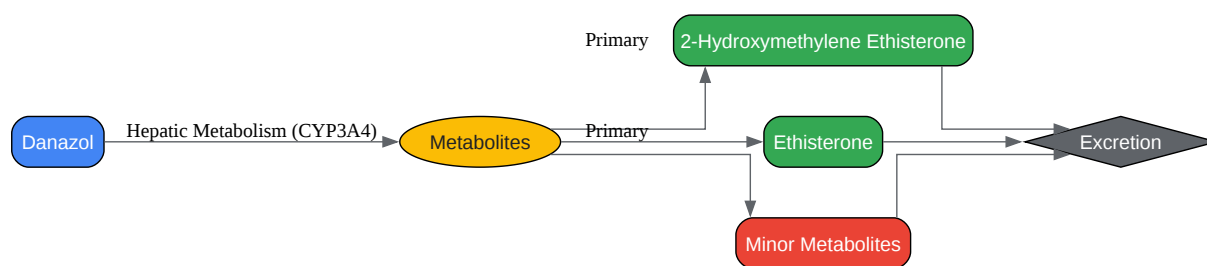 Primary
2-Hydroxymethylene Ethisterone
Danazol
Hepatic Metabolism (CYP3A4)
Metabolites
Primary
Ethisterone
Excretion
Minor Metabolites